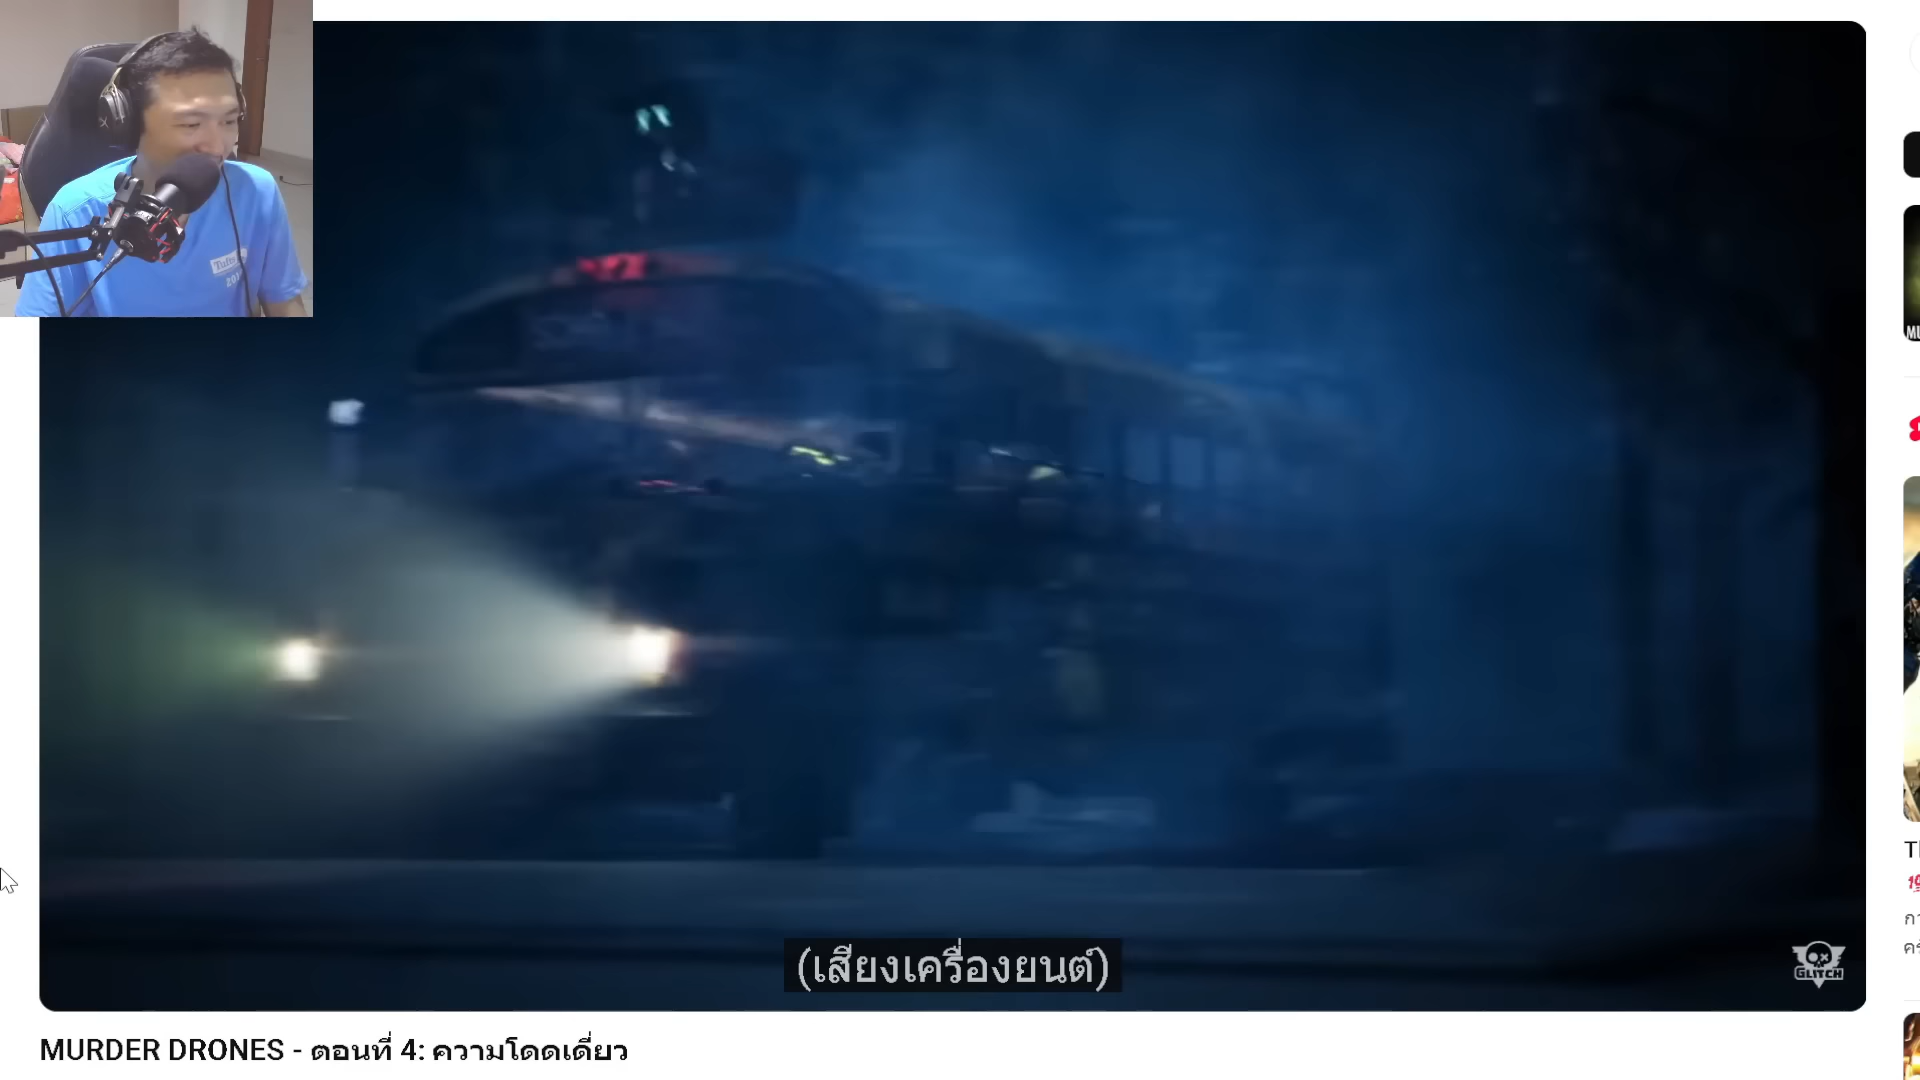 (เสียงเครื่องยนต์)
GLITCH
MURDER DRONES - ตอนที่ 4: ความโดดเดี่ยว